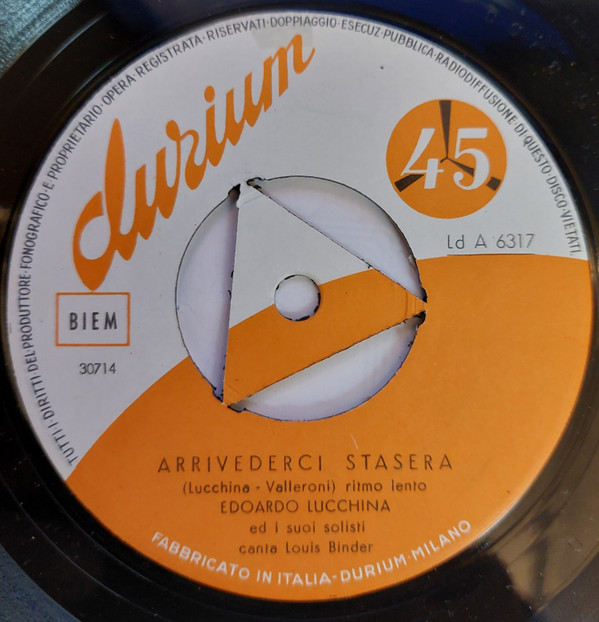 TUTTI I DIRITTI DEL PRODUTTORE-FONOGRAFICO·E PROPRIETARIO·OPERA·REGISTRATA·RISERVATI·DOPPIAGGIO·ESECUZ·PUBBLICA·RADIODIFFUSIONE·DI·QUESTO·DISCO·VIETATI
durium
45
Ld A 6317
BIEM
30714
ARRIVEDERCI STASERA
(Lucchina - Valleroni) ritmo lento
EDOARDO LUCCHINA
ed i suoi solisti
canta Louis Binder
FABBRICATO IN ITALIA-DURIUM-MILANO